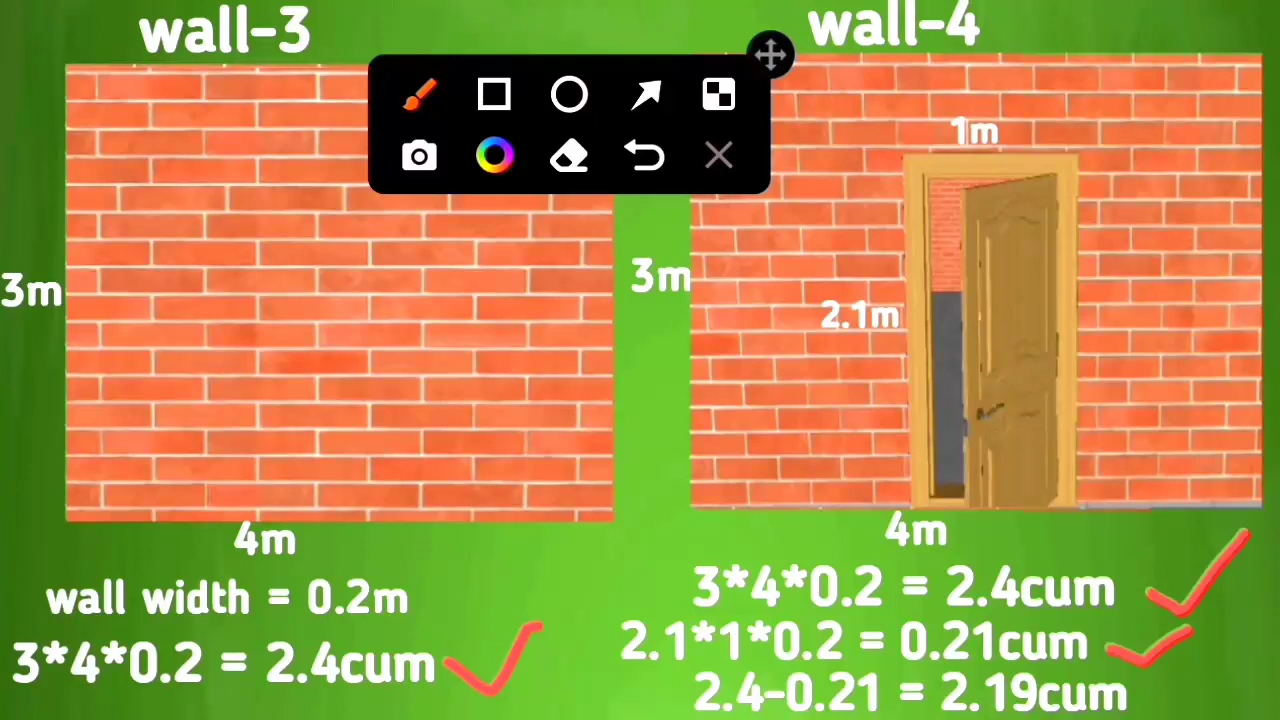 wall-3
wall-4
1m
3m
3m
2.1m
4m
4m
wall width = 0.2m
3*4*0.2 = 2.4cum
3*4*0.2 = 2.4cum
2.1*1*0.2 = 0.21cum
2.4-0.21 = 2.19cum